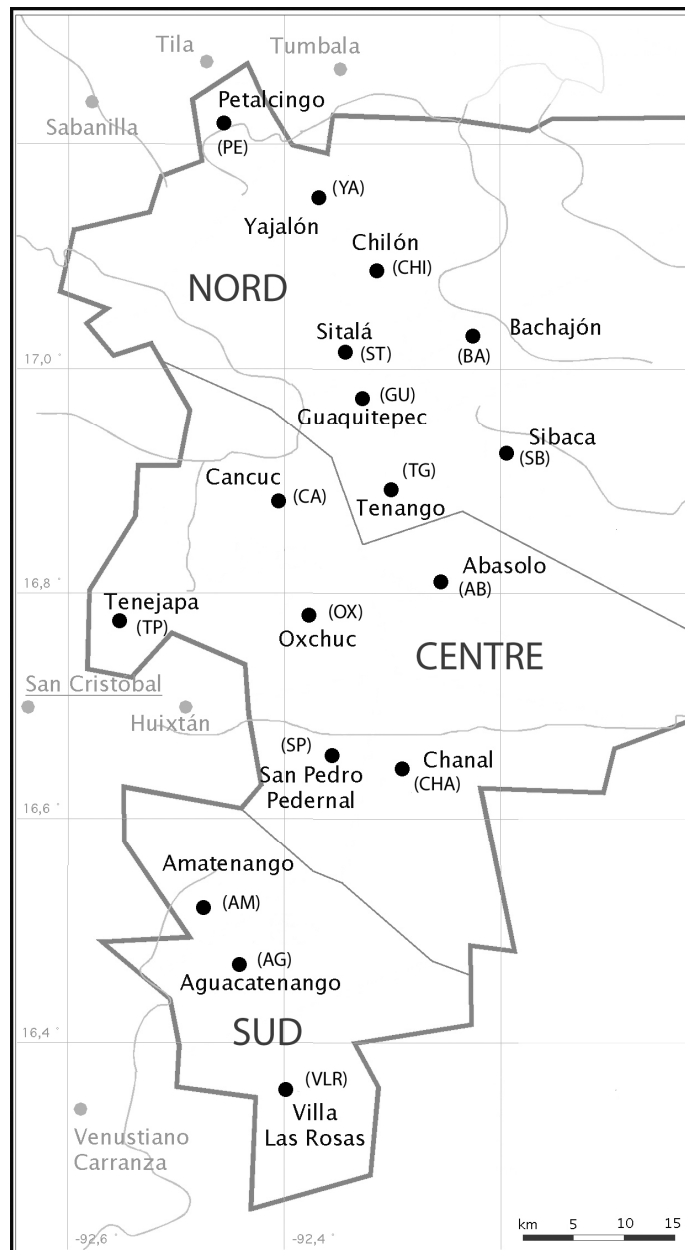 Tila
Tumbala
Sabanilla
Petalcingo
(PE)
(YA)
Yajalón
Chilón
(CHI)
NORD
Sitalá
(ST)
Bachajón
(BA)
17,0 °
(GU)
Guaquitepec
Sibaca
(SB)
Cancuc
(CA)
(TG)
Tenango
Abasolo
(AB)
16,8 °
Tenejapa
(TP)
(OX)
Oxchuc
CENTRE
San Cristobal
Huixtán
(SP)
San Pedro
Pedernal
Chanal
(CHA)
16,6 °
Amatenango
(AM)
(AG)
Aguacatenango
SUD
16,4 °
(VLR)
Villa
Las Rosas
Venustiano
Carranza
-92,6 °
-92,4 °
km 5 10 15